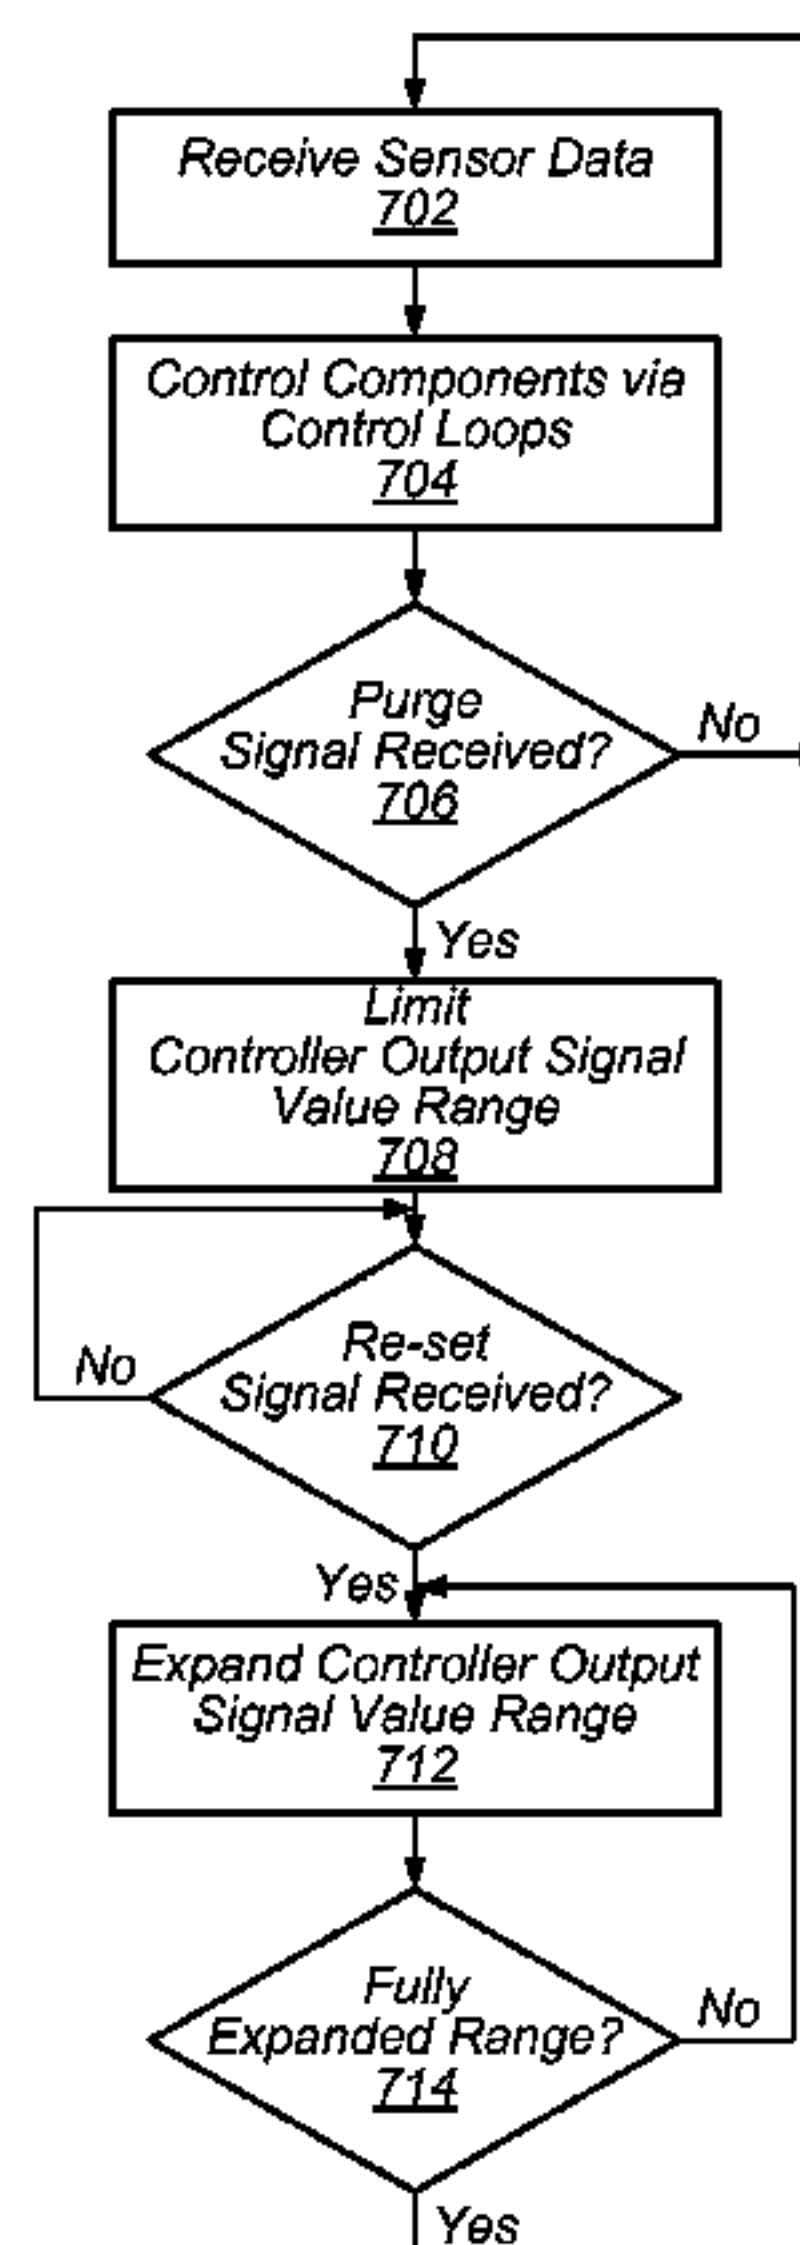 Receive Sensor Data
702
Control Components via
Control Loops
704
Purge
Signal Received?
706
No
Yes
Limit
Controller Output Signal
Value Range
708
Re-set
Signal Received?
710
No
Yes
Expand Controller Output
Signal Value Range
712
Fully
Expanded Range?
714
No
Yes